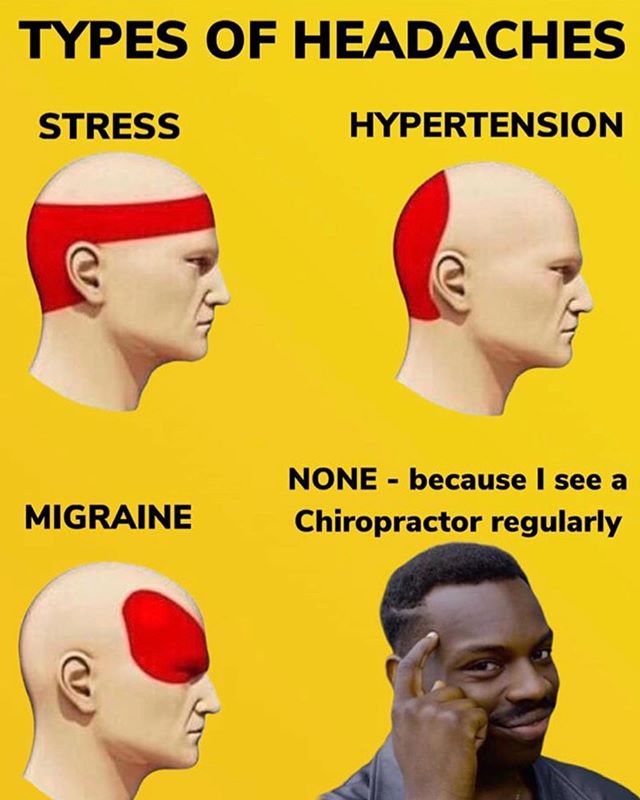 TYPES OF HEADACHES
STRESS
HYPERTENSION
MIGRAINE
NONE - because I see a
Chiropractor regularly